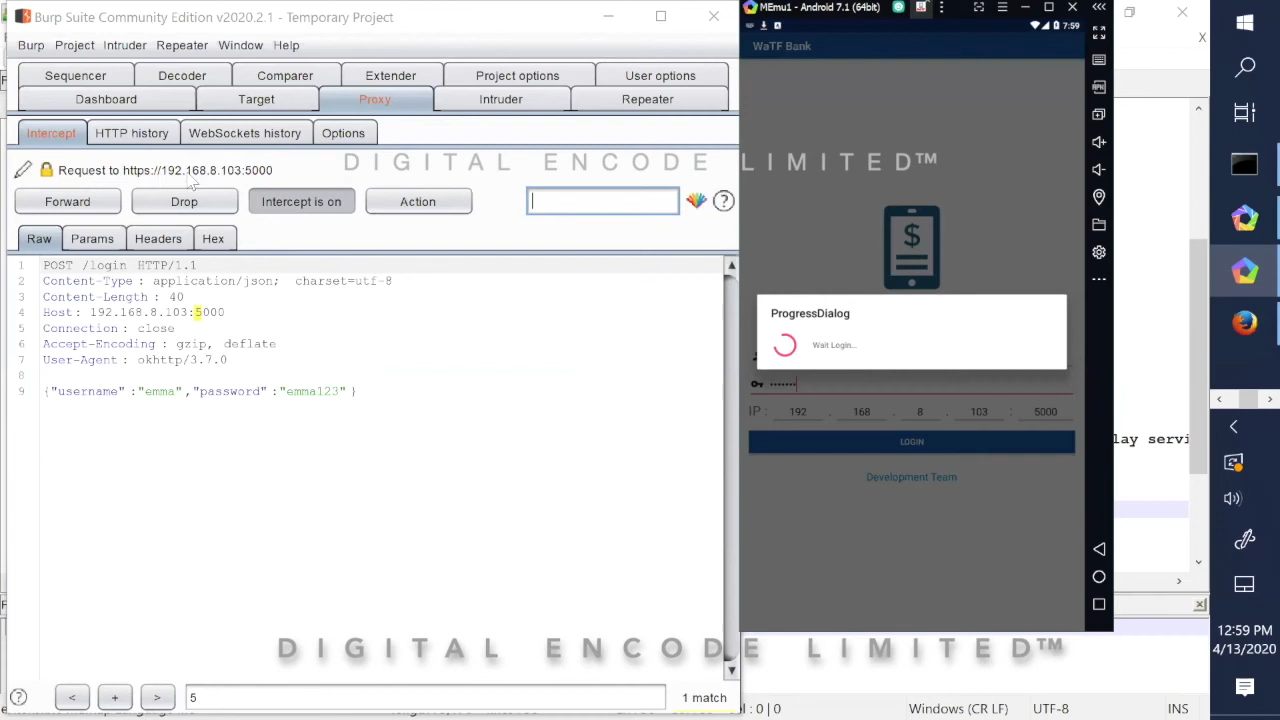 Burp Suite Community Edition v2020.2.1 - Temporary Project
Burp Project Intruder Repeater Window Help
Sequencer Decoder Comparer Extender Project options User options
Dashboard Target Proxy Intruder Repeater
Intercept HTTP history WebSockets history Options
Request to https://192.168.8.103:5000
Forward Drop Intercept is on Action
Raw Params Headers Hex
1 POST /login HTTP/1.1
2 Content-Type : application/json; charset=utf-8
3 Content-Length : 40
4 Host : 192.168.8.103:5000
5 Connection : close
6 Accept-Encoding : gzip, deflate
7 User-Agent : okhttp/3.7.0
8
9 {"username" :"emma","password" :"emma123" }
< + > 5 1 match
MEmu1 - Android 7.1 (64bit)
7:59
WaTF Bank
DIGITAL ENCODE LIMITED™
$
ProgressDialog
Wait Login...
IP : 192 . 168 . 8 . 103 : 5000
LOGIN
Development Team
APK
X
lay servi
DIGITAL ENCODE LIMITED™
: 0 | 0 Windows (CR LF) UTF-8 INS
12:59 PM
4/13/2020